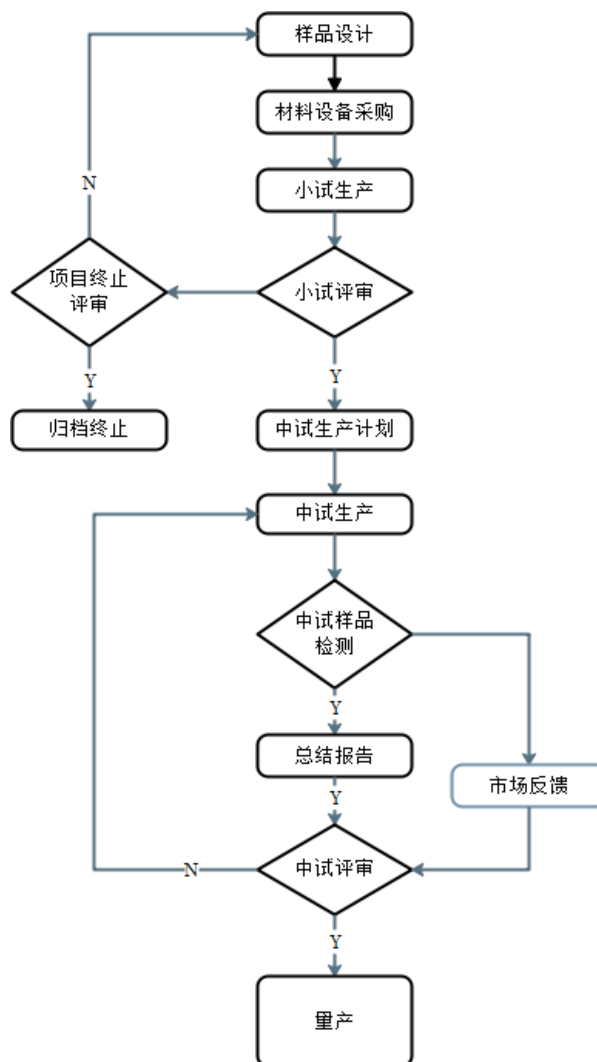 样品设计
材料设备采购
N
小试生产
项目终止
评审
小试评审
Y
Y
归档终止
中试生产计划
中试生产
中试样品
检测
Y
总结报告
市场反馈
Y
N
中试评审
Y
量产